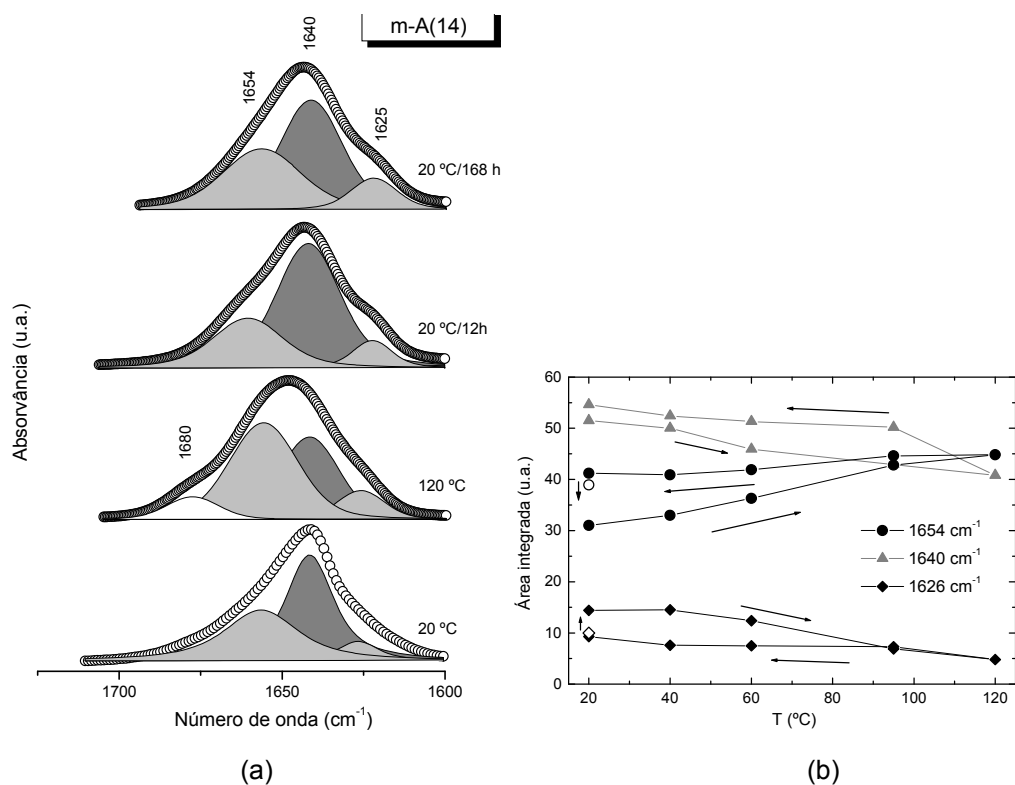 m-A(14)
1654
1640
1625
20 ºC/168 h
20 ºC/12h
1680
120 ºC
20 ºC
Absorvância (u.a.)
1700
1650
1600
Número de onda (cm-1)
(a)
60
50
40
30
20
10
0
Área integrada (u.a.)
1654 cm-1
1640 cm-1
1626 cm-1
20
40
60
80
100
120
T (ºC)
(b)